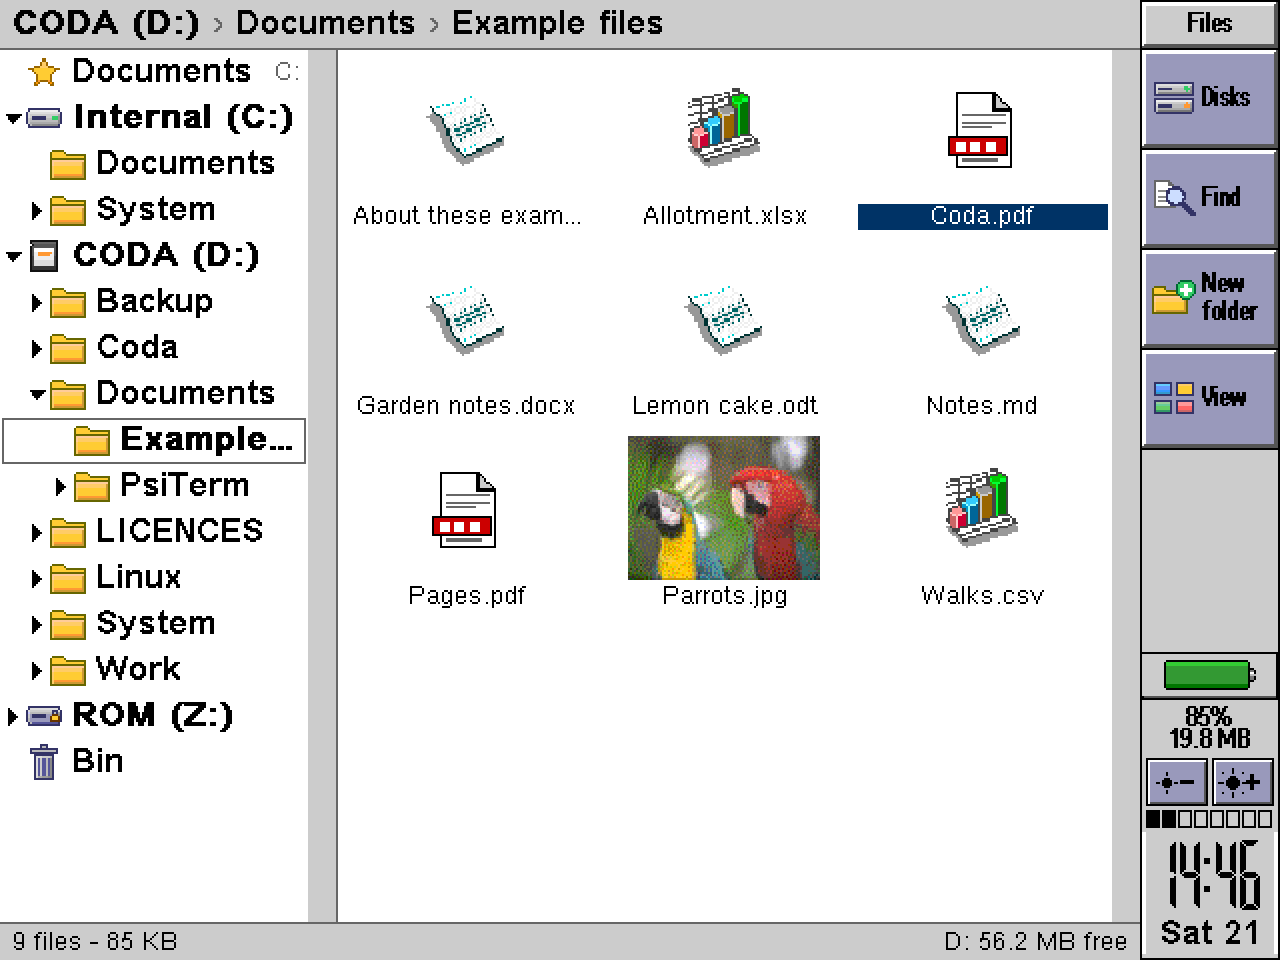 CODA (D:) › Documents › Example files
Documents C:
Internal (C:)
Documents
System
CODA (D:)
Backup
Coda
Documents
Example...
PsiTerm
LICENCES
Linux
System
Work
ROM (Z:)
Bin
About these exam...
Allotment.xlsx
Coda.pdf
Garden notes.docx
Lemon cake.odt
Notes.md
Pages.pdf
Parrots.jpg
Walks.csv
9 files - 85 KB
D: 56.2 MB free
Files
Disks
Find
New
folder
View
85%
19.8 MB
14:46
Sat 21